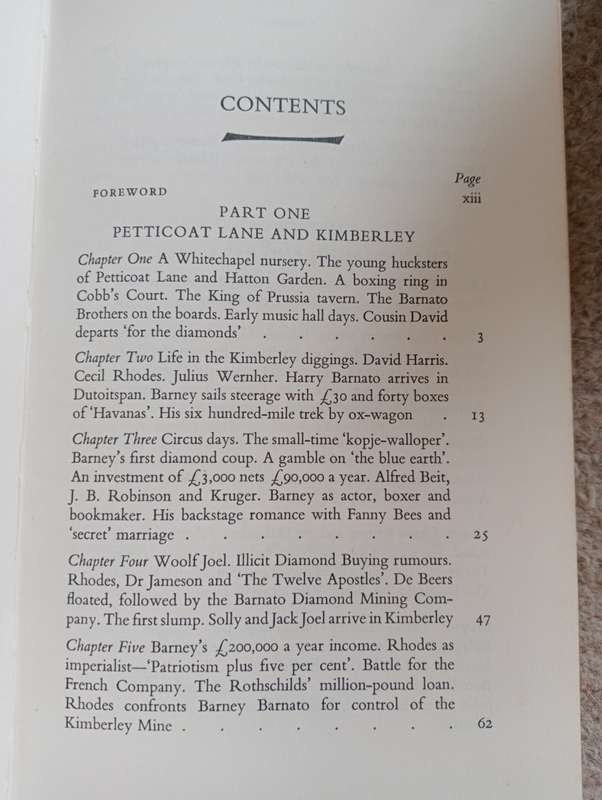 CONTENTS
Page
FOREWORD xiii
PART ONE
PETTICOAT LANE AND KIMBERLEY
Chapter One A Whitechapel nursery. The young hucksters
of Petticoat Lane and Hatton Garden. A boxing ring in
Cobb's Court. The King of Prussia tavern. The Barnato
Brothers on the boards. Early music hall days. Cousin David
departs 'for the diamonds' . . . . . . 3
Chapter Two Life in the Kimberley diggings. David Harris.
Cecil Rhodes. Julius Wernher. Harry Barnato arrives in
Dutoitspan. Barney sails steerage with £30 and forty boxes
of 'Havanas'. His six hundred-mile trek by ox-wagon . 13
Chapter Three Circus days. The small-time 'kopje-walloper'.
Barney's first diamond coup. A gamble on 'the blue earth'.
An investment of £3,000 nets £90,000 a year. Alfred Beit,
J. B. Robinson and Kruger. Barney as actor, boxer and
bookmaker. His backstage romance with Fanny Bees and
'secret' marriage . . . . . . . . 25
Chapter Four Woolf Joel. Illicit Diamond Buying rumours.
Rhodes, Dr Jameson and 'The Twelve Apostles'. De Beers
floated, followed by the Barnato Diamond Mining Com-
pany. The first slump. Solly and Jack Joel arrive in Kimberley 47
Chapter Five Barney's £200,000 a year income. Rhodes as
imperialist—'Patriotism plus five per cent'. Battle for the
French Company. The Rothschilds' million-pound loan.
Rhodes confronts Barney Barnato for control of the
Kimberley Mine . . . . . . . . 62